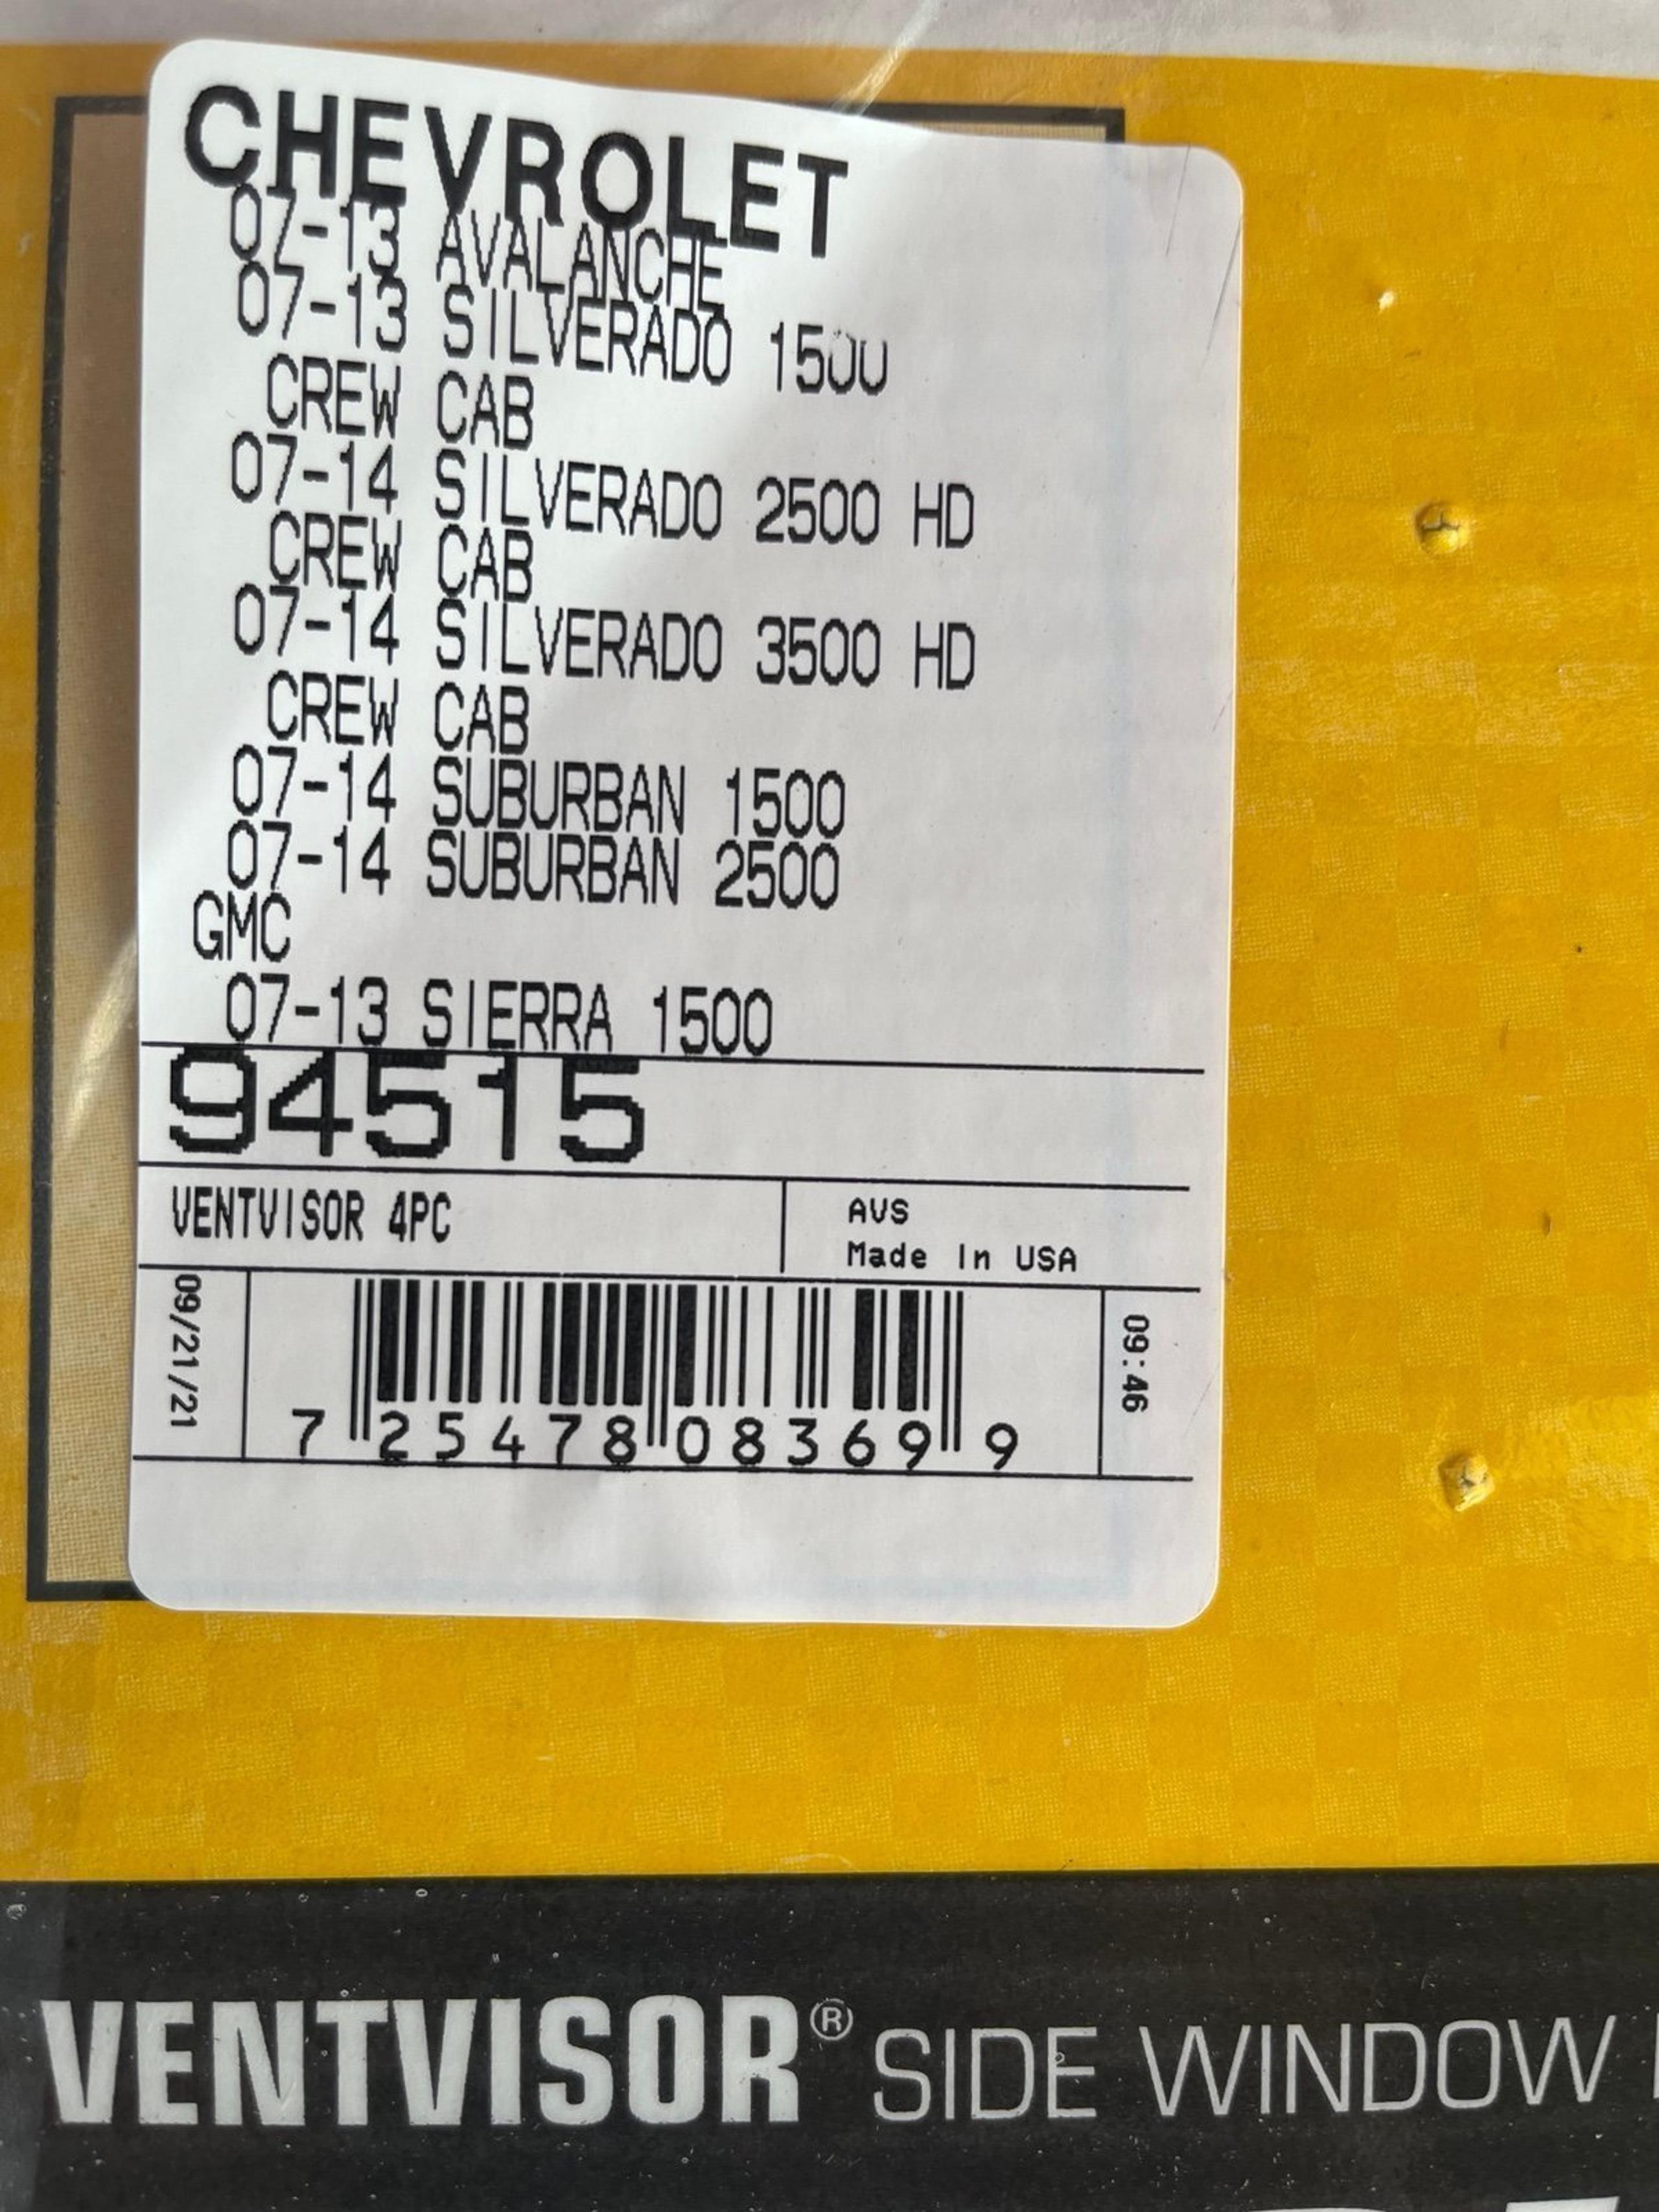 CHEVROLET
07-13 AVALANCHE
07-13 SILVERADO 1500
CREW CAB
07-14 SILVERADO 2500 HD
CREW CAB
07-14 SILVERADO 3500 HD
CREW CAB
07-14 SUBURBAN 1500
07-14 SUBURBAN 2500
GMC
07-13 SIERRA 1500
94515
VENTVISOR 4PC
AVS
Made In USA
09/21/21
09:46
7 25478 08369 9
VENTVISOR® SIDE WINDOW